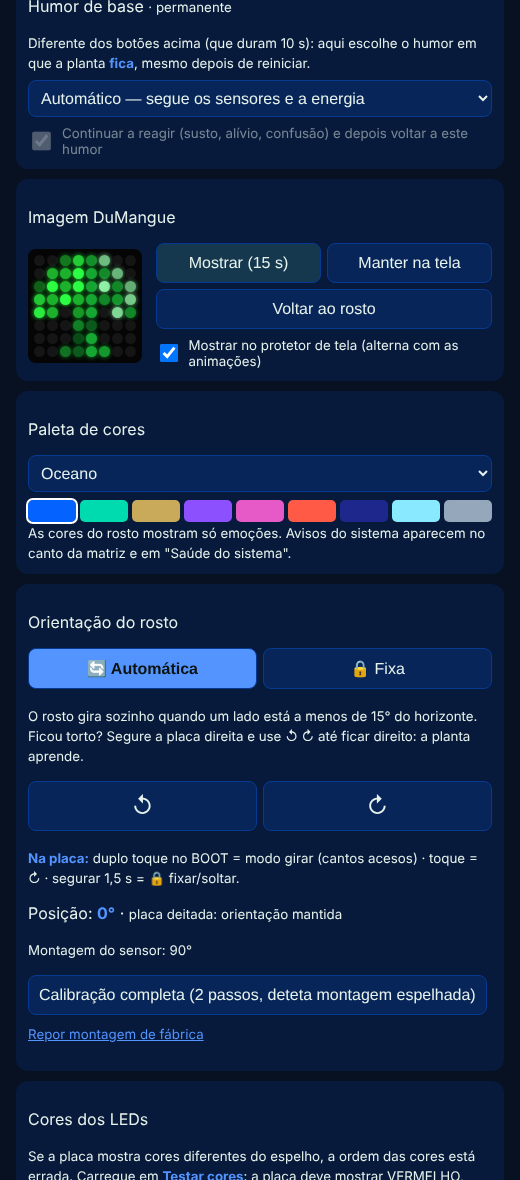 Humor de base · permanente
Diferente dos botões acima (que duram 10 s): aqui escolhe o humor em
que a planta fica, mesmo depois de reiniciar.
Automático — segue os sensores e a energia
Continuar a reagir (susto, alívio, confusão) e depois voltar a este
humor
Imagem DuMangue
Mostrar (15 s)
Manter na tela
Voltar ao rosto
Mostrar no protetor de tela (alterna com as
animações)
Paleta de cores
Oceano
As cores do rosto mostram só emoções. Avisos do sistema aparecem no
canto da matriz e em "Saúde do sistema".
Orientação do rosto
🔄 Automática
🔒 Fixa
O rosto gira sozinho quando um lado está a menos de 15° do horizonte.
Ficou torto? Segure a placa direita e use ↺ ↻ até ficar direito: a planta
aprende.
↺
↻
Na placa: duplo toque no BOOT = modo girar (cantos acesos) · toque =
↻ · segurar 1,5 s = 🔒 fixar/soltar.
Posição: 0° · placa deitada: orientação mantida
Montagem do sensor: 90°
Calibração completa (2 passos, deteta montagem espelhada)
Repor montagem de fábrica
Cores dos LEDs
Se a placa mostra cores diferentes do espelho, a ordem das cores está
errada. Carregue em Testar cores: a placa deve mostrar VERMELHO,